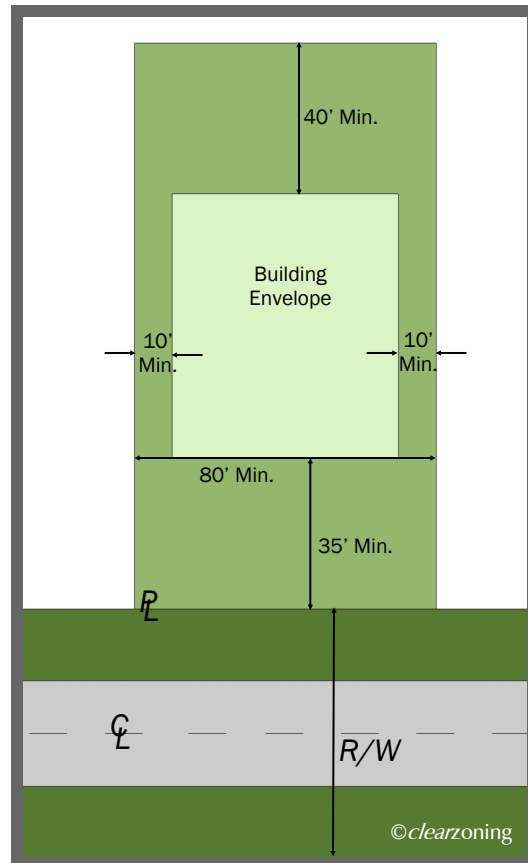 40’ Min.
Building
Envelope
10’
Min.
10’
Min.
80’ Min.
35’ Min.
PL
CL
R/W
©clearzoning